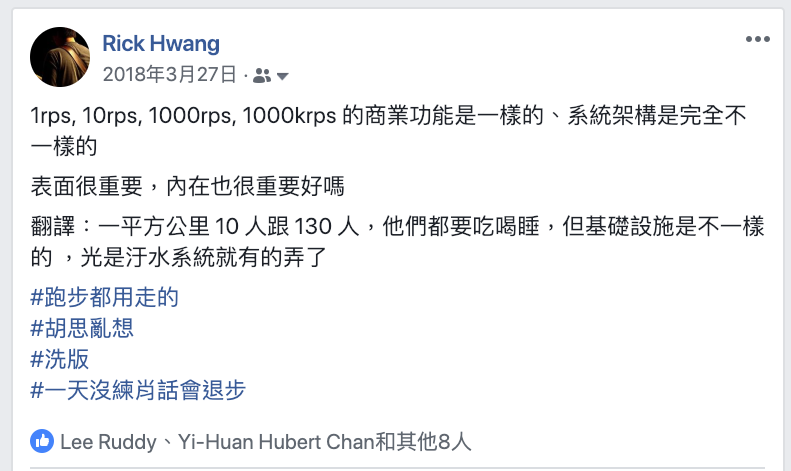 Rick Hwang
2018年3月27日 ·
1rps, 10rps, 1000rps, 1000krps 的商業功能是一樣的、系統架構是完全不
一樣的
表面很重要，內在也很重要好嗎
翻譯：一平方公里 10 人跟 130 人，他們都要吃喝睡，但基礎設施是不一樣
的 ，光是汙水系統就有的弄了
#跑步都用走的
#胡思亂想
#洗版
#一天沒練肖話會退步
Lee Ruddy、Yi-Huan Hubert Chan和其他8人